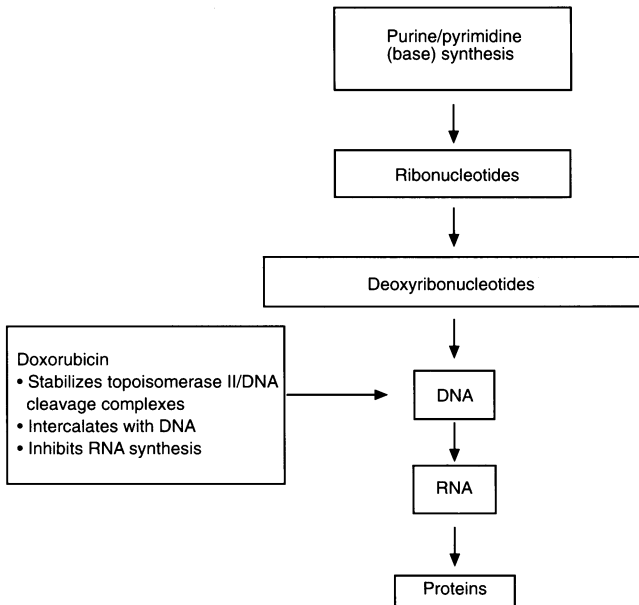 Purine/pyrimidine
(base) synthesis
Ribonucleotides
Deoxyribonucleotides
Doxorubicin
• Stabilizes topoisomerase II/DNA
cleavage complexes
• Intercalates with DNA
• Inhibits RNA synthesis
DNA
RNA
Proteins